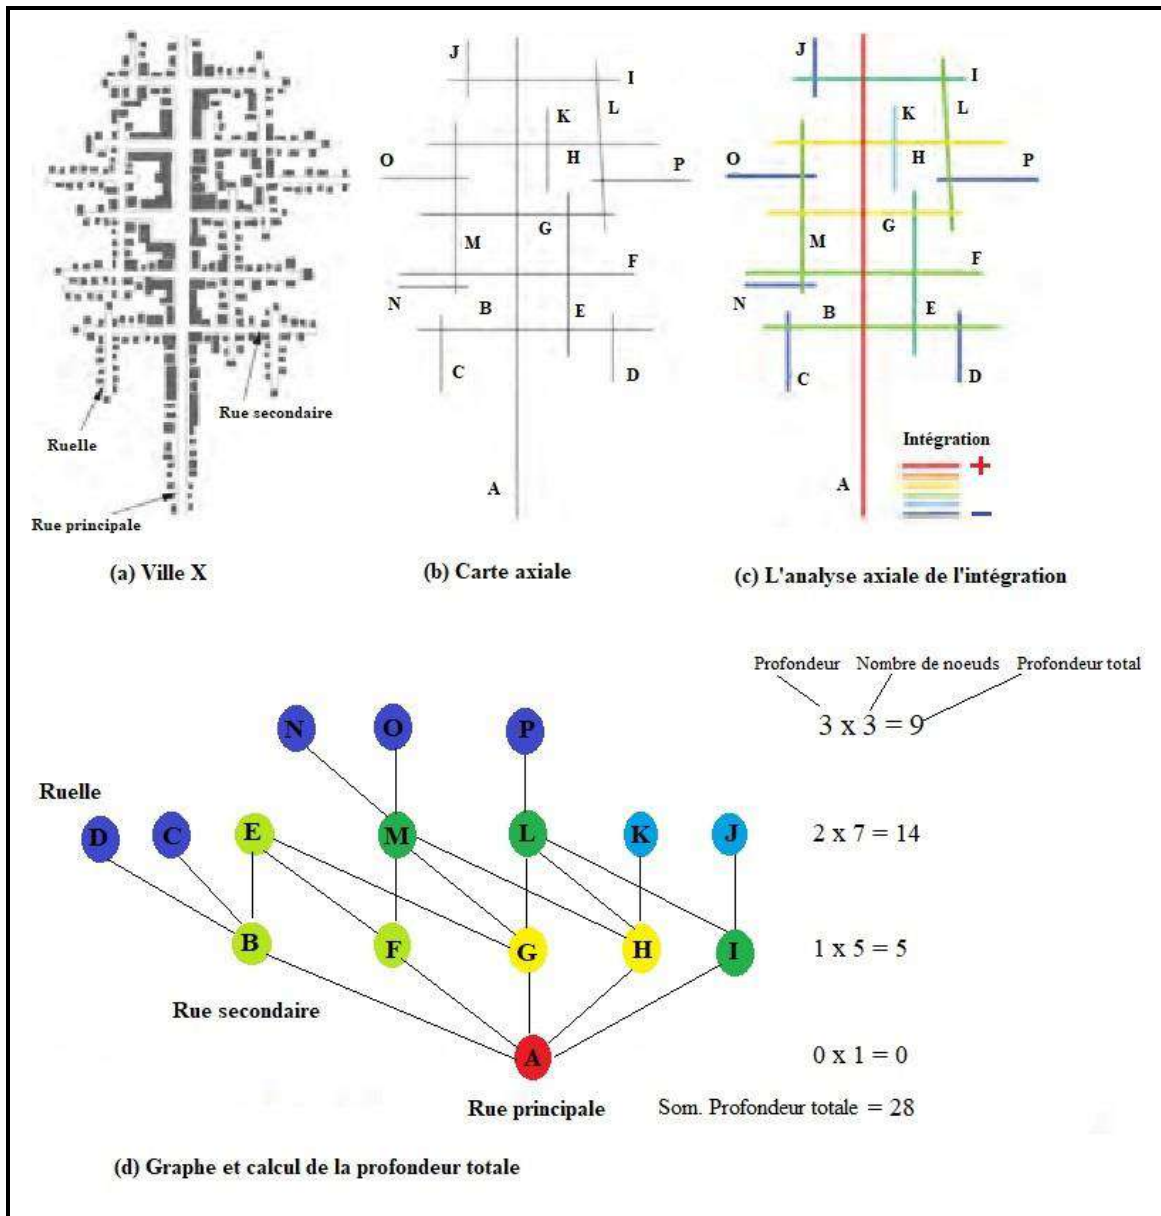 Ruelle
Rue secondaire
Rue principale
(a) Ville X
J
I
L
K
O
H
P
G
M
F
N
B
E
C
D
A
(b) Carte axiale
J
I
L
K
O
H
P
G
M
F
N
B
E
C
D
Intégration
+
A
-
(c) L'analyse axiale de l'intégration
Profondeur Nombre de noeuds Profondeur total
N O P 3 x 3 = 9
Ruelle
D C E M L K J 2 x 7 = 14
B F G H I 1 x 5 = 5
Rue secondaire
A 0 x 1 = 0
Rue principale Som. Profondeur totale = 28
(d) Graphe et calcul de la profondeur totale